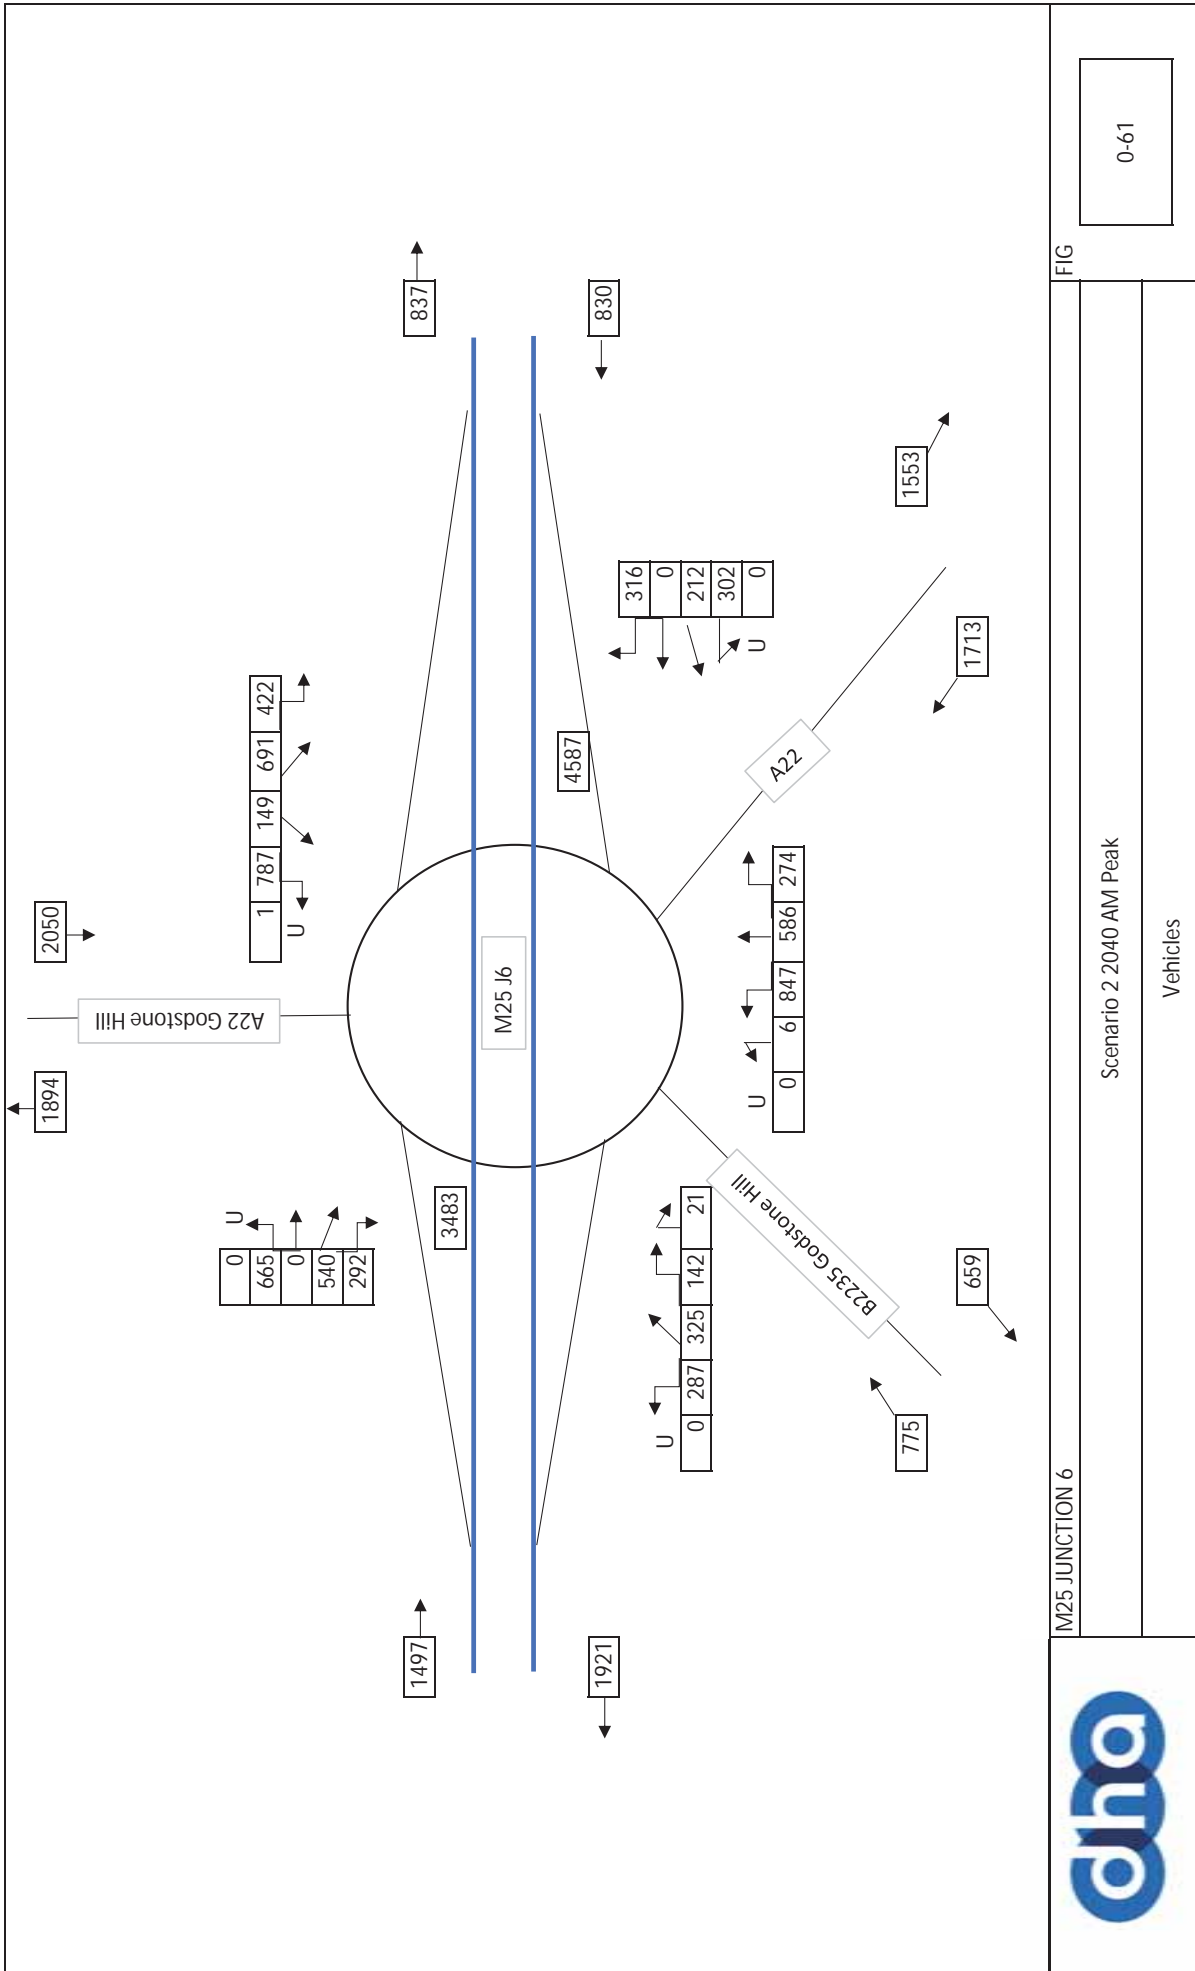 1894
2050
A22 Godstone Hill
1 787 149 691 422
U
0
665
0
540
292
U
1497
837
3483
M25 J6
4587
1921
830
316
0
212
302
0
U
0 287 325 142 21
U
0 6 847 586 274
U
B2235 Godstone Hill
A22
775
659
1713
1553
dha
M25 JUNCTION 6
FIG
Scenario 2 2040 AM Peak
0-61
Vehicles